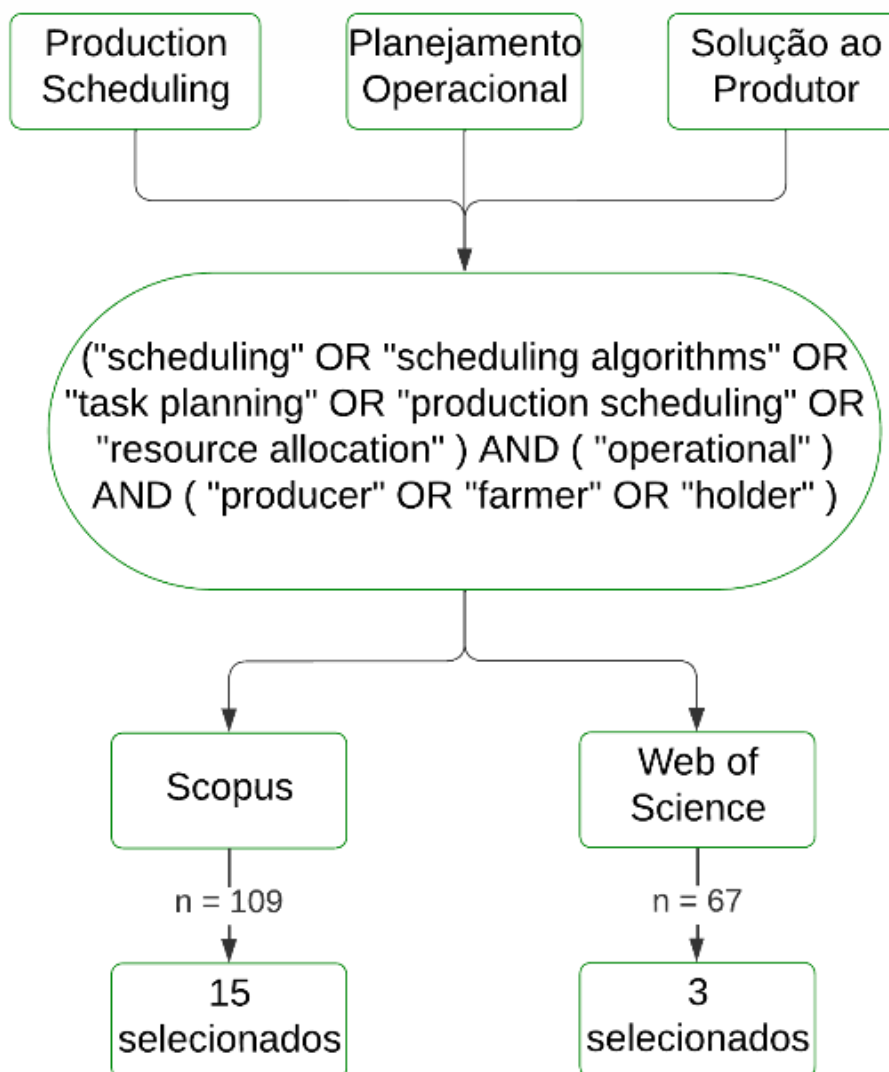 Production
Scheduling
Planejamento
Operacional
Solução ao
Produtor
("scheduling" OR "scheduling algorithms" OR
"task planning" OR "production scheduling" OR
"resource allocation" ) AND ( "operational" )
AND ( "producer" OR "farmer" OR "holder" )
Scopus
Web of
Science
n = 109
n = 67
15
selecionados
3
selecionados